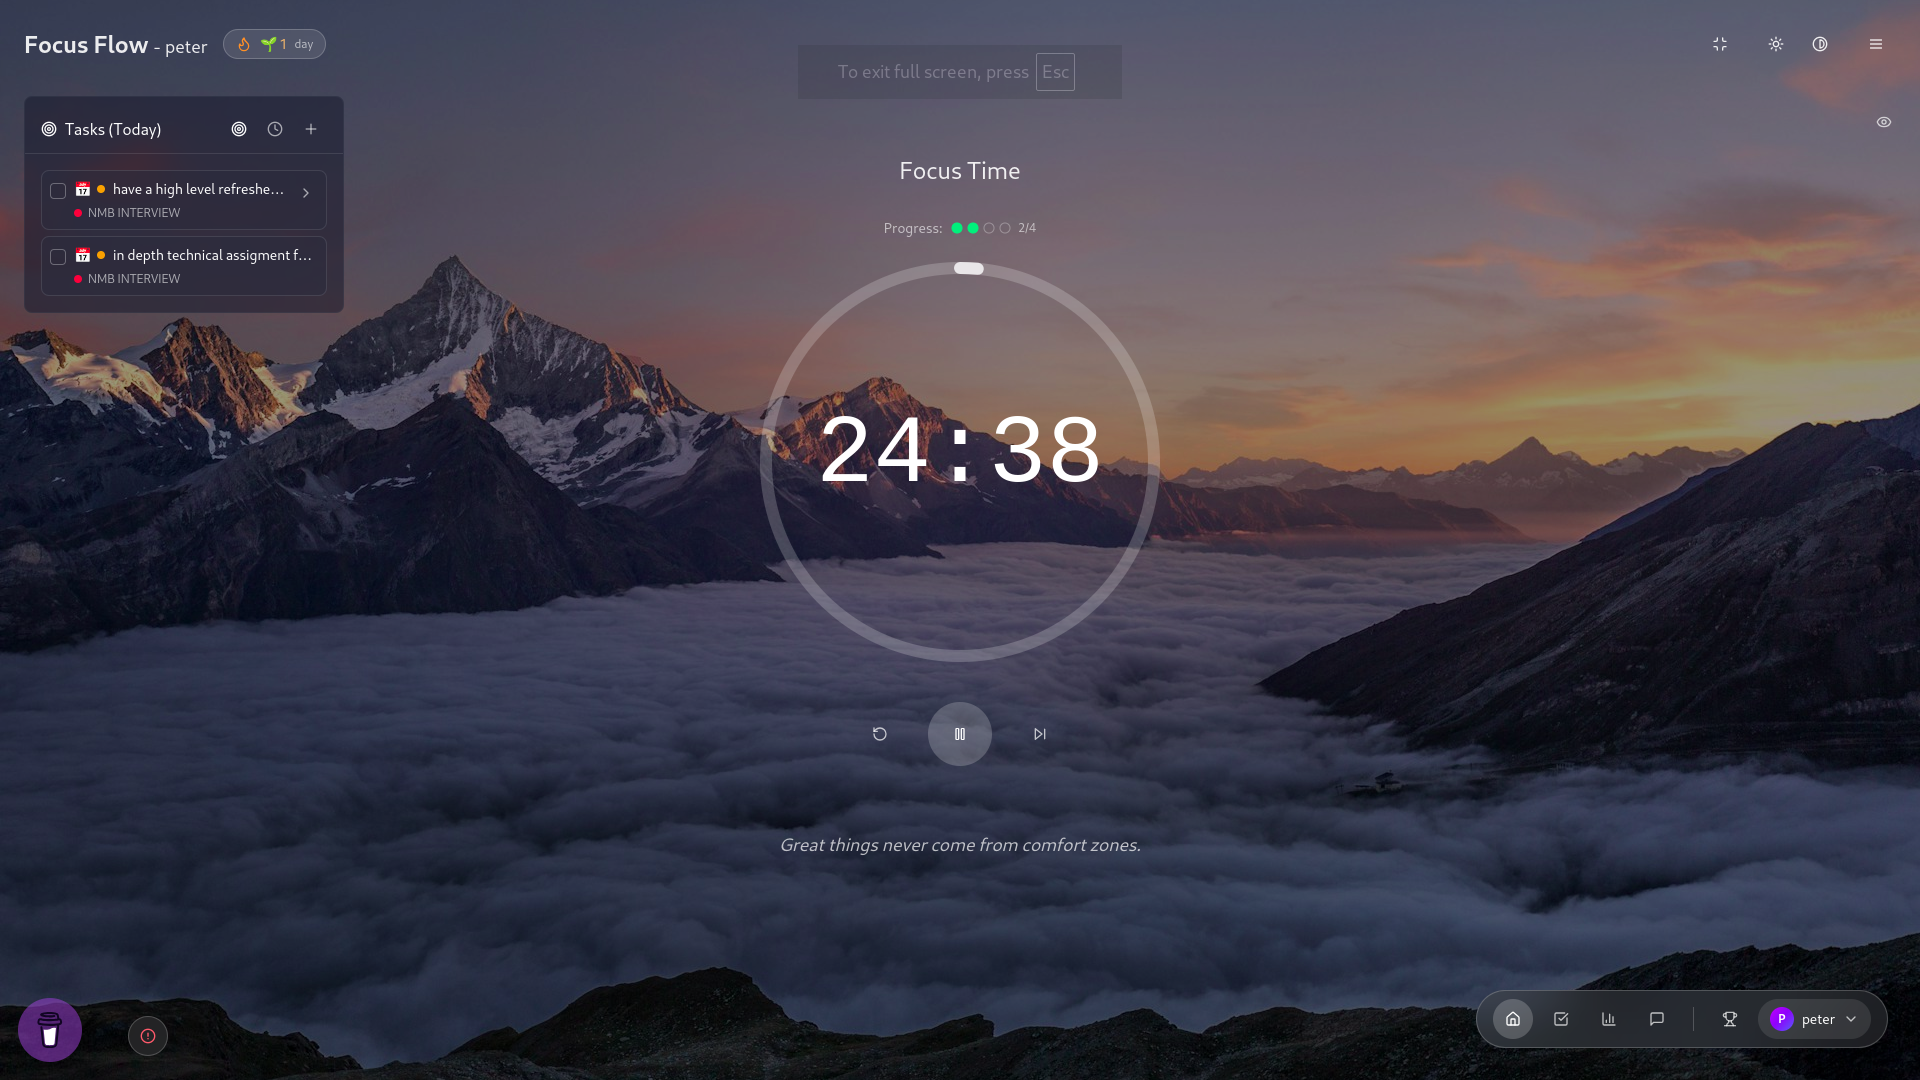 Focus Flow - peter
1 day
To exit full screen, press Esc
Tasks (Today)
have a high level refreshe...
NMB INTERVIEW
in depth technical assigment f...
NMB INTERVIEW
Focus Time
Progress: 2/4
24:38
Great things never come from comfort zones.
P peter